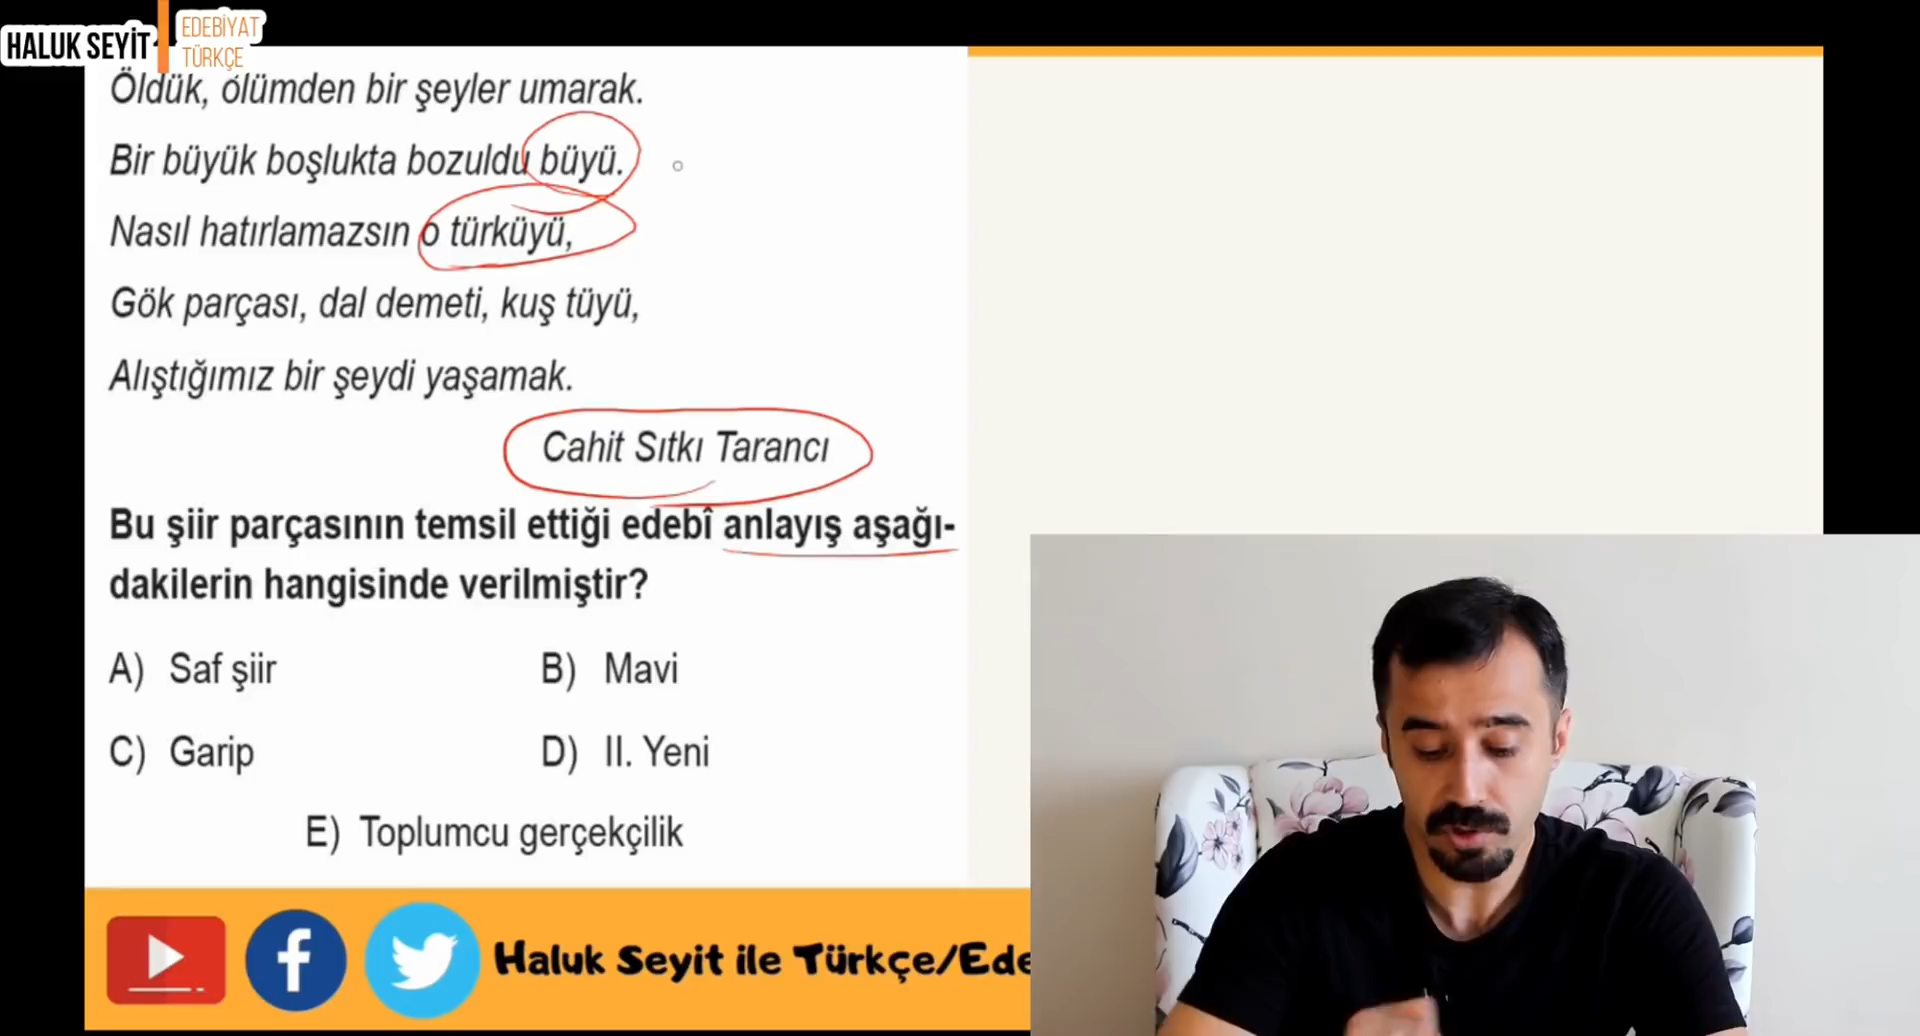 HALUK SEYİT
EDEBİYAT
TÜRKÇE
Öldük, ölümden bir şeyler umarak.
Bir büyük boşlukta bozuldu büyü.
Nasıl hatırlamazsın o türküyü,
Gök parçası, dal demeti, kuş tüyü,
Alıştığımız bir şeydi yaşamak.
Cahit Sıtkı Tarancı
Bu şiir parçasının temsil ettiği edebî anlayış aşağı-
dakilerin hangisinde verilmiştir?
A) Saf şiir
B) Mavi
C) Garip
D) II. Yeni
E) Toplumcu gerçekçilik
Haluk Seyit ile Türkçe/Ede